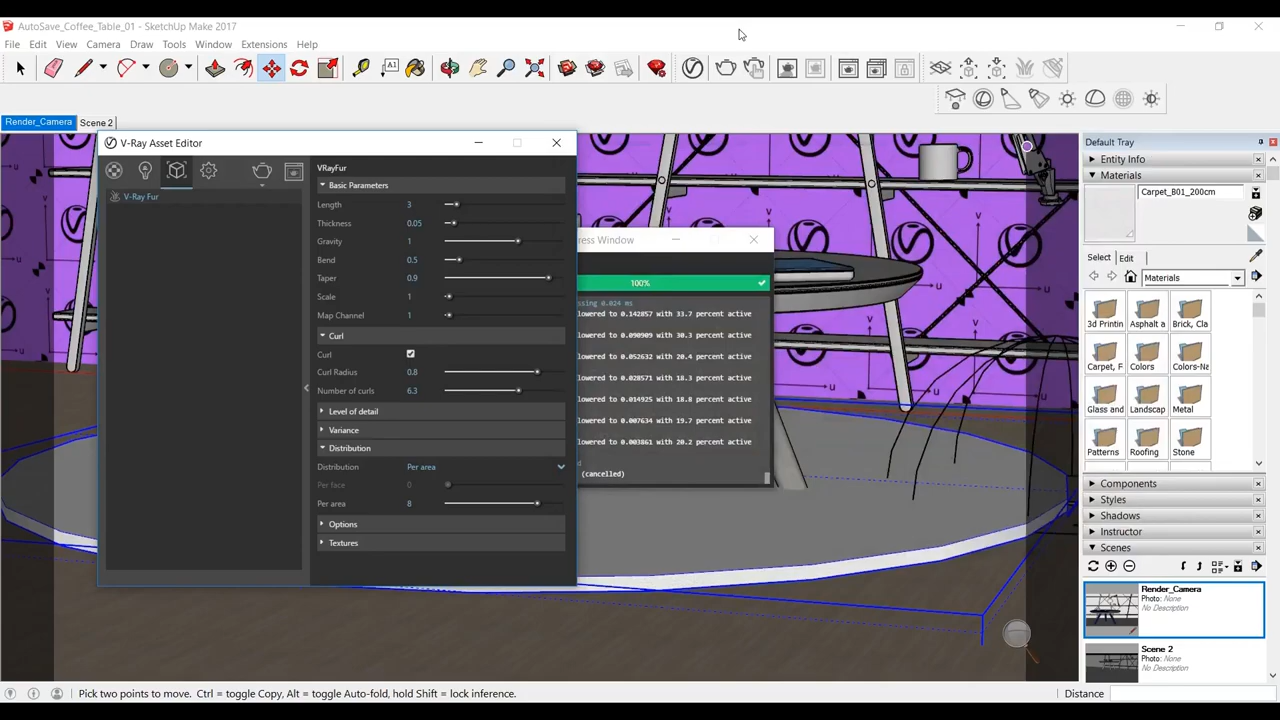 AutoSave_Coffee_Table_01 - SketchUp Make 2017
File Edit View Camera Draw Tools Window Extensions Help
Render_Camera Scene 2
V-Ray Asset Editor
V-Ray Fur
VRayFur
Basic Parameters
Length 3
Thickness 0.05
Gravity 1
Bend 0.5
Taper 0.9
Scale 1
Map Channel 1
Curl
Curl
Curl Radius 0.8
Number of curls 6.3
Level of detail
Variance
Distribution
Distribution Per area
Per face 0
Per area 8
Options
Textures
ress Window
100%
ssing 0.024 ms
lowered to 0.142857 with 33.7 percent active
lowered to 0.090909 with 30.3 percent active
lowered to 0.052632 with 20.4 percent active
lowered to 0.028571 with 18.3 percent active
lowered to 0.014925 with 18.8 percent active
lowered to 0.007634 with 19.7 percent active
lowered to 0.003861 with 20.2 percent active
d
(cancelled)
Default Tray
Entity Info
Materials
Carpet_B01_200cm
Select Edit
Materials
3d Printin Asphalt a Brick, Cla
Carpet, F Colors Colors-Na
Glass and Landscap Metal
Patterns Roofing Stone
Components
Styles
Shadows
Instructor
Scenes
Render_Camera
Photo: None
No Description
Scene 2
Photo: None
No Description
Pick two points to move. Ctrl = toggle Copy, Alt = toggle Auto-fold, hold Shift = lock inference.
Distance